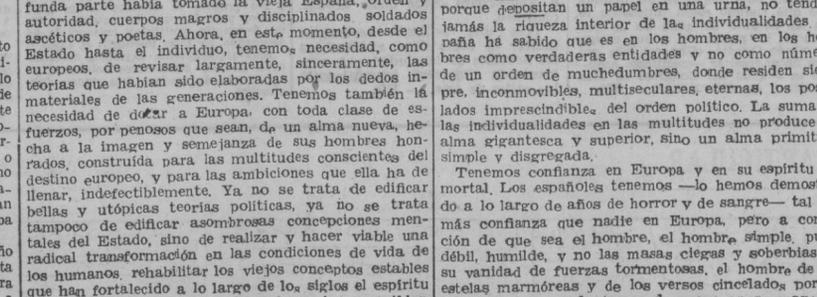 funda parte había tomado la vieja España, orden y
autoridad, cuerpos magros y disciplinados, soldados
ascéticos y poetas. Ahora, en este momento, desde el
Estado hasta el individuo, tenemos necesidad, como
europeos, de revisar largamente, sinceramente, las
teorías que habían sido elaboradas por los dedos in-
materiales de las generaciones. Tenemos también la
necesidad de dotar a Europa, con toda clase de es-
fuerzos, por penosos que sean, de un alma nueva, he-
cha a la imagen y semejanza de sus hombres hon-
rados, construída para las multitudes conscientes del
destino europeo, y para las ambiciones que ella ha de
llenar, indefectiblemente. Ya no se trata de edificar
bellas y utópicas teorías políticas, ya no se trata
tampoco de edificar asombrosas concepciones men-
tales del Estado, sino de realizar y hacer viable una
radical transformación en las condiciones de vida de
los humanos, rehabilitar los viejos conceptos estables
que han fortalecido a lo largo de los siglos el espíritu
porque depositan un papel en una urna, no tend
jamás la riqueza interior de las individualidades
paña ha sabido que es en los hombres, en los h
bres como verdaderas entidades y no como núme
de un orden de muchedumbres, donde residen sie
pre, inconmovibles, multiseculares, eternas, los po
lados imprescindibles del orden político. La suma
las individualidades en las multitudes no produce
alma gigantesca y superior, sino un alma primit
simple y disgregada.
Tenemos confianza en Europa y en su espíritu
mortal. Los españoles tenemos —lo hemos demost
do a lo largo de años de horror y de sangre— tal
más confianza que nadie en Europa, pero a con
ción de que sea el hombre, el hombre simple, pu
débil, humilde, y no las masas ciegas y soberbias
su vanidad de fuerzas tormentosas, el hombre de
estelas marmóreas y de los versos cincelados por